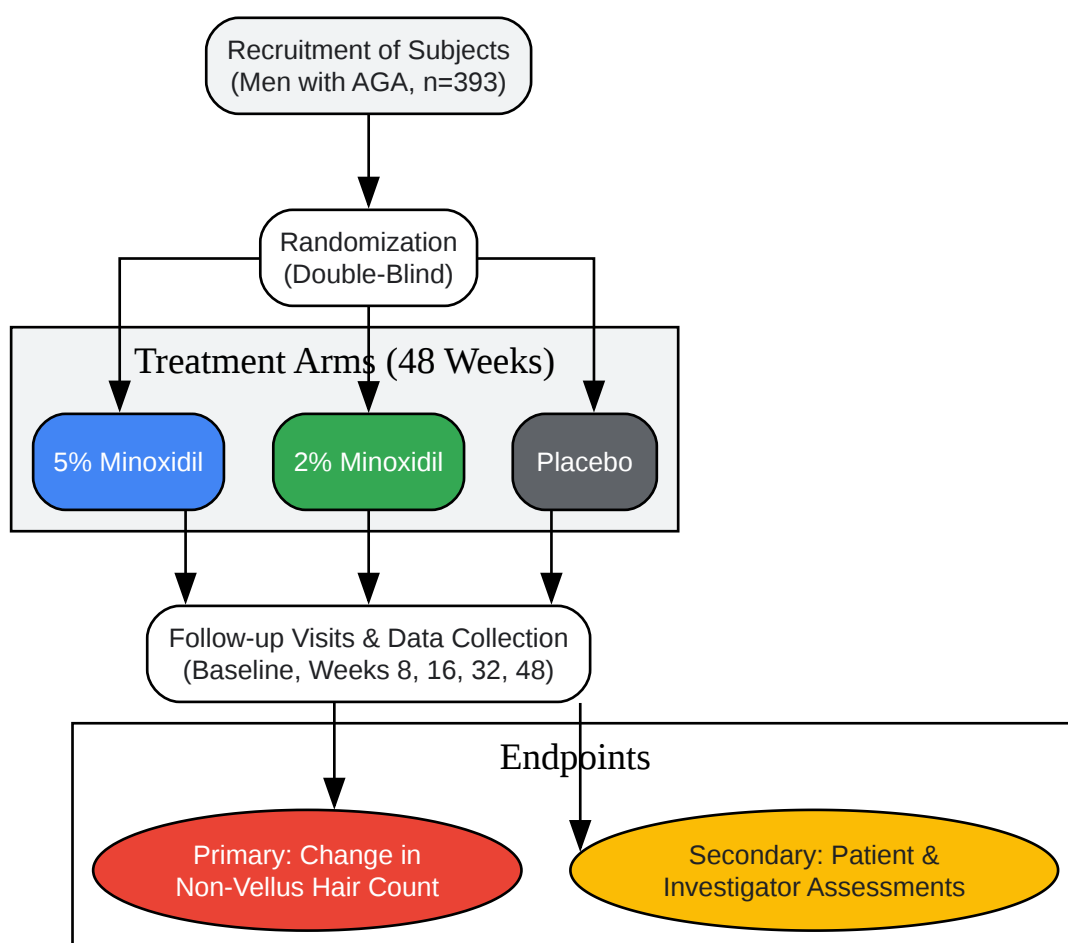 Recruitment of Subjects
(Men with AGA, n=393)
Randomization
(Double-Blind)
Treatment Arms (48 Weeks)
5% Minoxidil
2% Minoxidil
Placebo
Follow-up Visits & Data Collection
(Baseline, Weeks 8, 16, 32, 48)
Endpoints
Primary: Change in
Non-Vellus Hair Count
Secondary: Patient &
Investigator Assessments